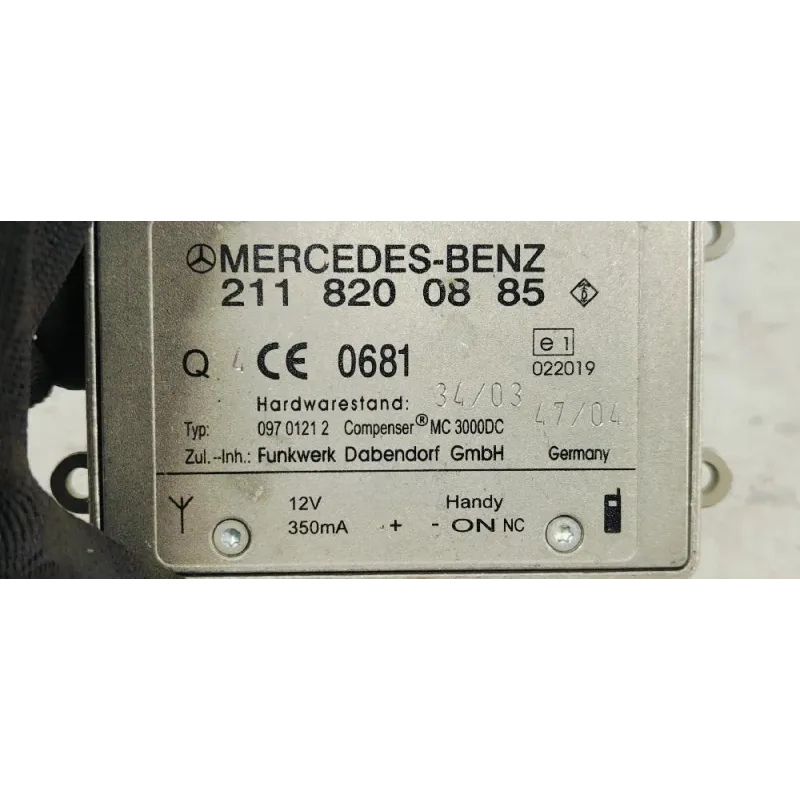 MERCEDES-BENZ
211 820 08 85
Q 4 CE 0681 e1
022019
Hardwarestand: 34/03 47/04
Typ: 097 0121 2 Compenser® MC 3000DC
Zul.-Inh.: Funkwerk Dabendorf GmbH Germany
12V Handy
350mA + - ON NC